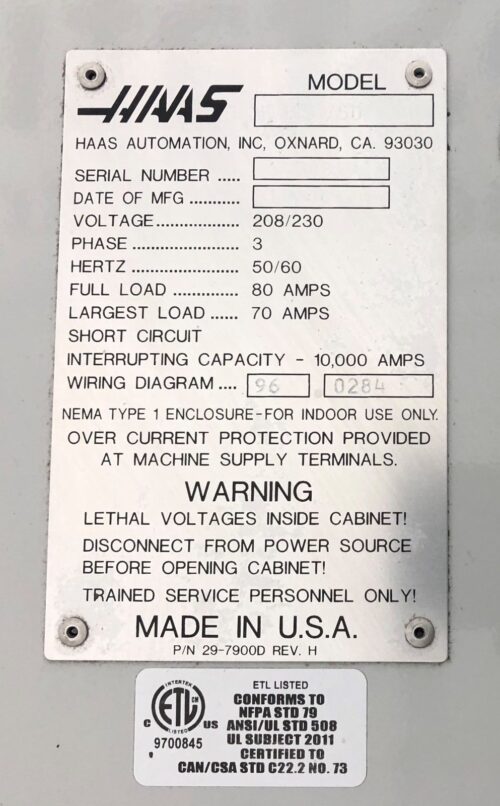 HAAS
MODEL
HAAS AUTOMATION, INC, OXNARD, CA. 93030
SERIAL NUMBER .....
DATE OF MFG ...........
VOLTAGE.................. 208/230
PHASE ....................... 3
HERTZ ....................... 50/60
FULL LOAD .............. 80 AMPS
LARGEST LOAD ...... 70 AMPS
SHORT CIRCUIT
INTERRUPTING CAPACITY - 10,000 AMPS
WIRING DIAGRAM .... 96 0284
NEMA TYPE 1 ENCLOSURE-FOR INDOOR USE ONLY.
OVER CURRENT PROTECTION PROVIDED
AT MACHINE SUPPLY TERMINALS.
WARNING
LETHAL VOLTAGES INSIDE CABINET!
DISCONNECT FROM POWER SOURCE
BEFORE OPENING CABINET!
TRAINED SERVICE PERSONNEL ONLY!
MADE IN U.S.A.
P/N 29-7900D REV. H
INTERTEK
ETL CM
LISTED
C US
9700845
ETL LISTED
CONFORMS TO
NFPA STD 79
ANSI/UL STD 508
UL SUBJECT 2011
CERTIFIED TO
CAN/CSA STD C22.2 NO. 73